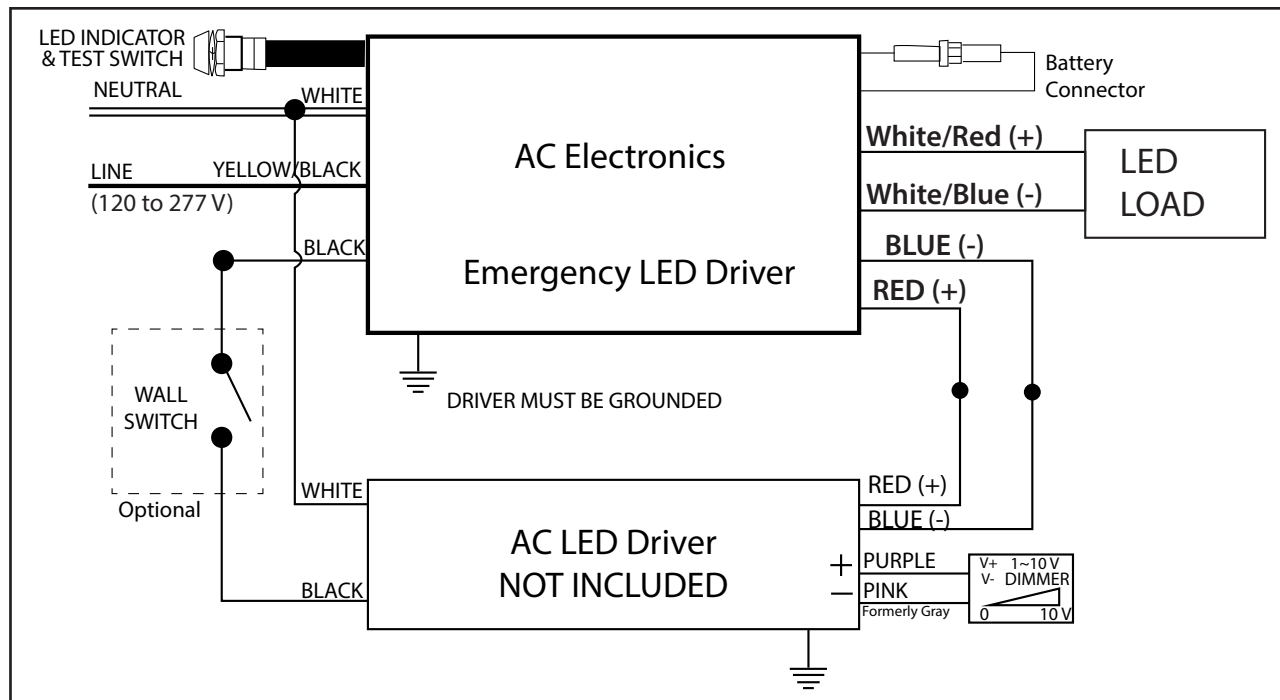 LED INDICATOR
& TEST SWITCH
NEUTRAL
WHITE
LINE
YELLOW/BLACK
(120 to 277 V)
BLACK
AC Electronics
Emergency LED Driver
Battery
Connector
White/Red (+)
White/Blue (-)
LED
LOAD
BLUE (-)
RED (+)
WALL
SWITCH
Optional
DRIVER MUST BE GROUNDED
WHITE
BLACK
AC LED Driver
NOT INCLUDED
RED (+)
BLUE (-)
+ PURPLE
— PINK
Formerly Gray
V+ 1~10 V
V- DIMMER
0 10 V